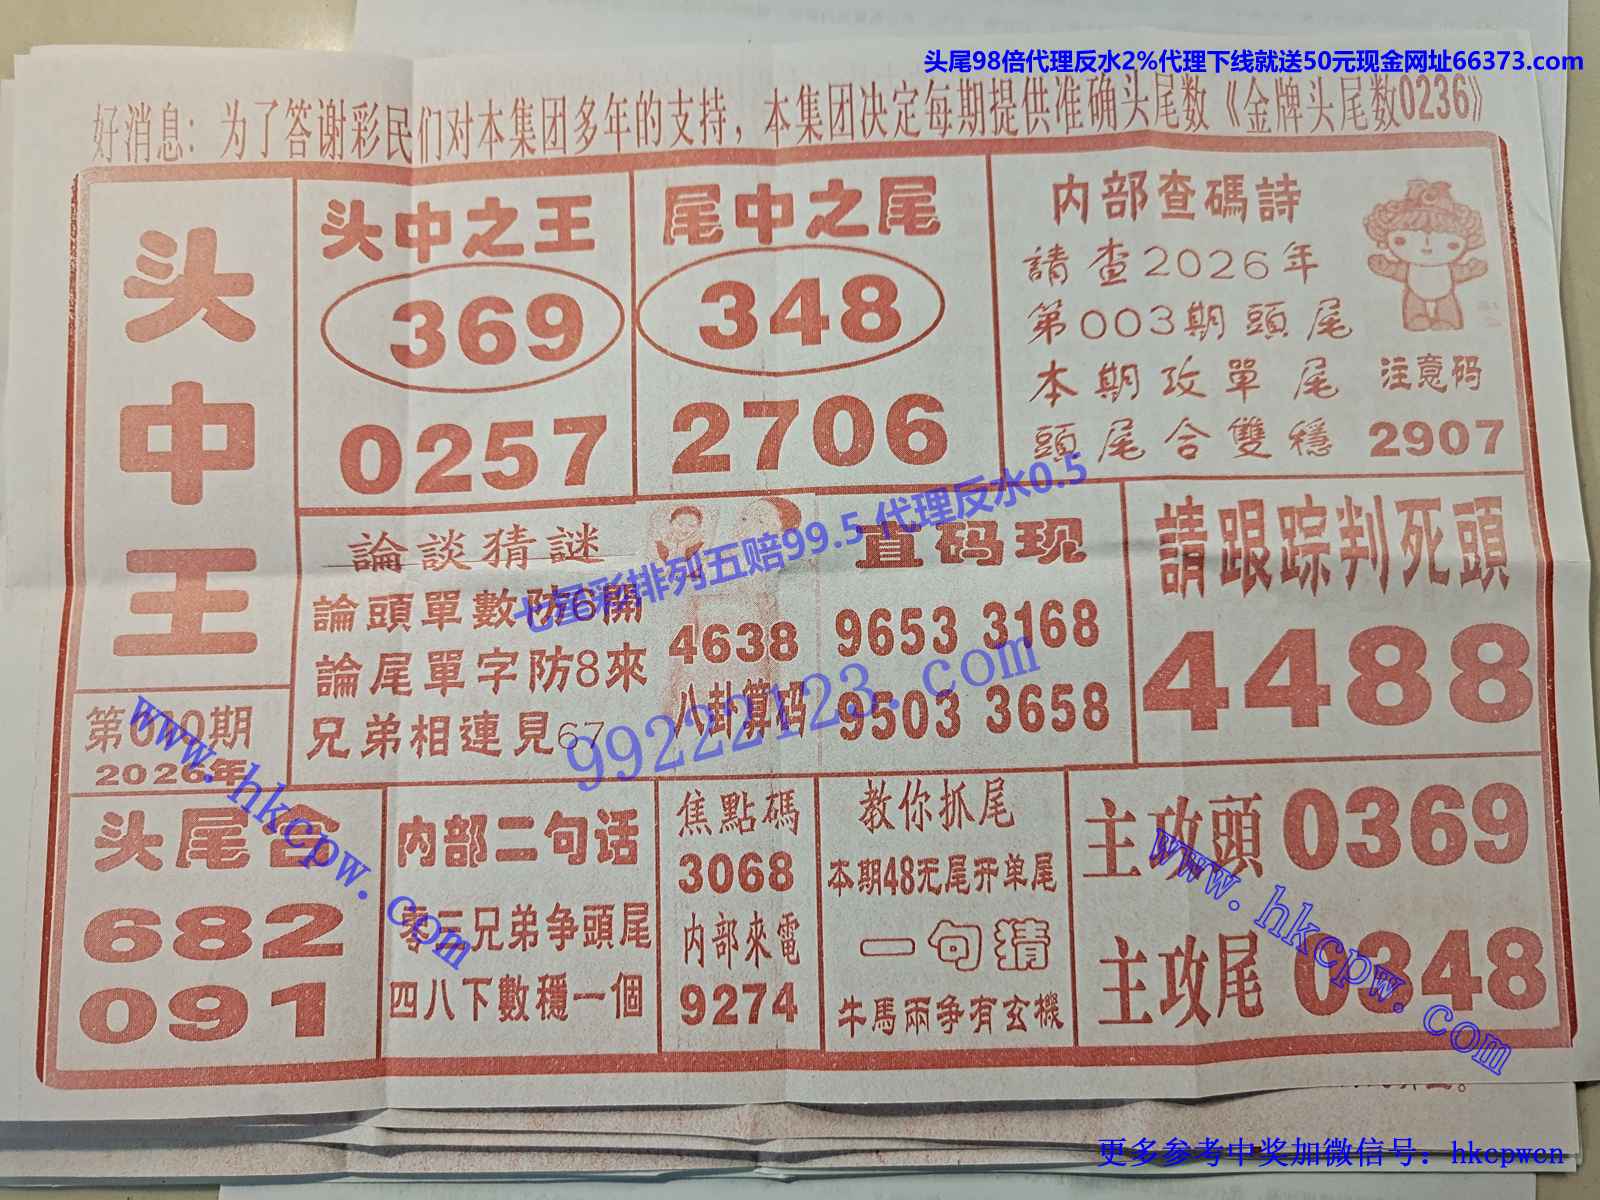 头尾98倍代理反水2%代理下线就送50元现金网址66373.com
好消息：为了答谢彩民们对本集团多年的支持，本集团决定每期提供准确头尾数《金牌头尾数0236》
头中王
2026年
头中之王
369
0257
尾中之尾
348
2706
内部查碼詩
請查2026年
第003期頭尾
本期攻單尾
頭尾合雙穩
注意码
2907
論談猜謎
論頭單數防6開
論尾單字防8來
兄弟相連見67
4638
八卦算码
直码现
9653 3168
9503 3658
請跟踪判死頭
4488
头尾合
682
091
内部二句话
零三兄弟争頭尾
四八下數穩一個
焦點碼
3068
内部來電
9274
教你抓尾
本期48无尾开单尾
一句猜
牛馬兩争有玄機
主攻頭 0369
主攻尾 0348
七星彩排列五赔99.5 代理反水0.5
99222123.com
www.hkcpw.com
www.hkcpw.com
更多参考中奖加微信号：hkcpwcn